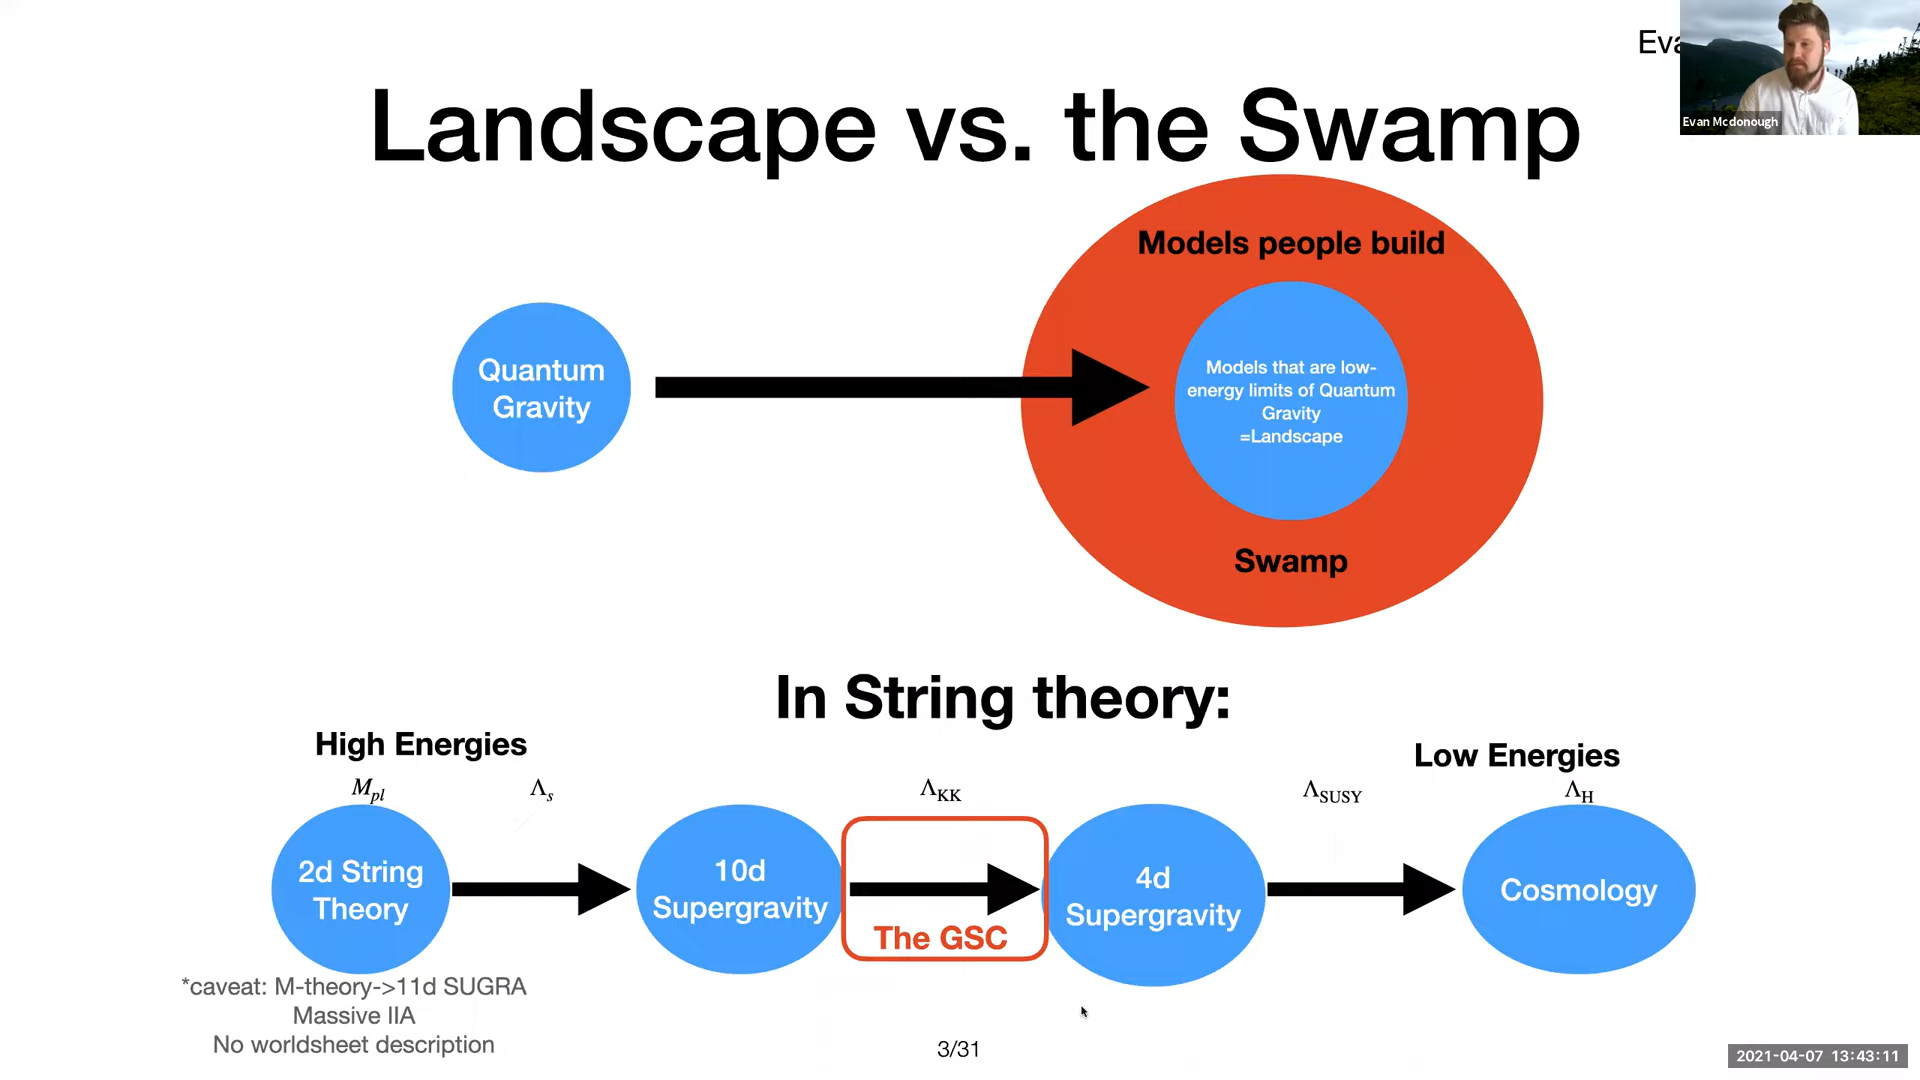 Eva
Evan Mcdonough
Landscape vs. the Swamp
Models people build
Quantum
Gravity
Models that are low-
energy limits of Quantum
Gravity
=Landscape
Swamp
In String theory:
High Energies
Low Energies
M_pl
Λ_s
Λ_KK
Λ_SUSY
Λ_H
2d String
Theory
10d
Supergravity
The GSC
4d
Supergravity
Cosmology
*caveat: M-theory->11d SUGRA
Massive IIA
No worldsheet description
3/31
2021-04-07 13:43:11